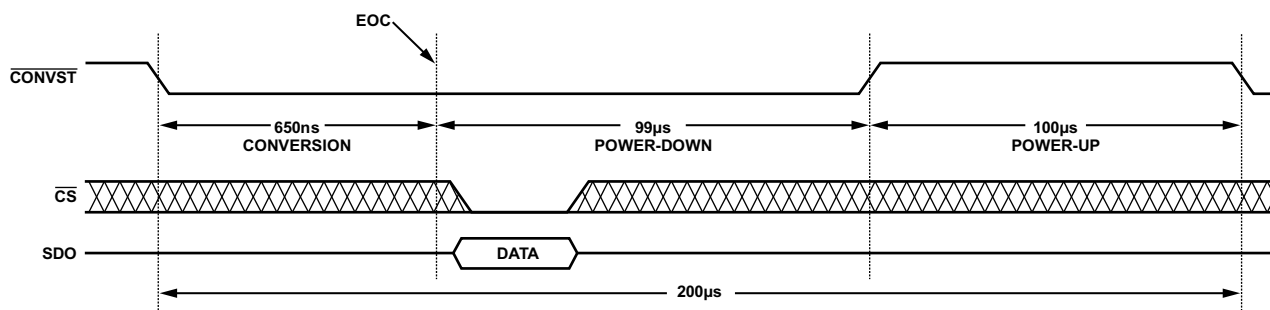 EOC
CONVST
650ns
CONVERSION
99µs
POWER-DOWN
100µs
POWER-UP
CS
SDO
DATA
200µs